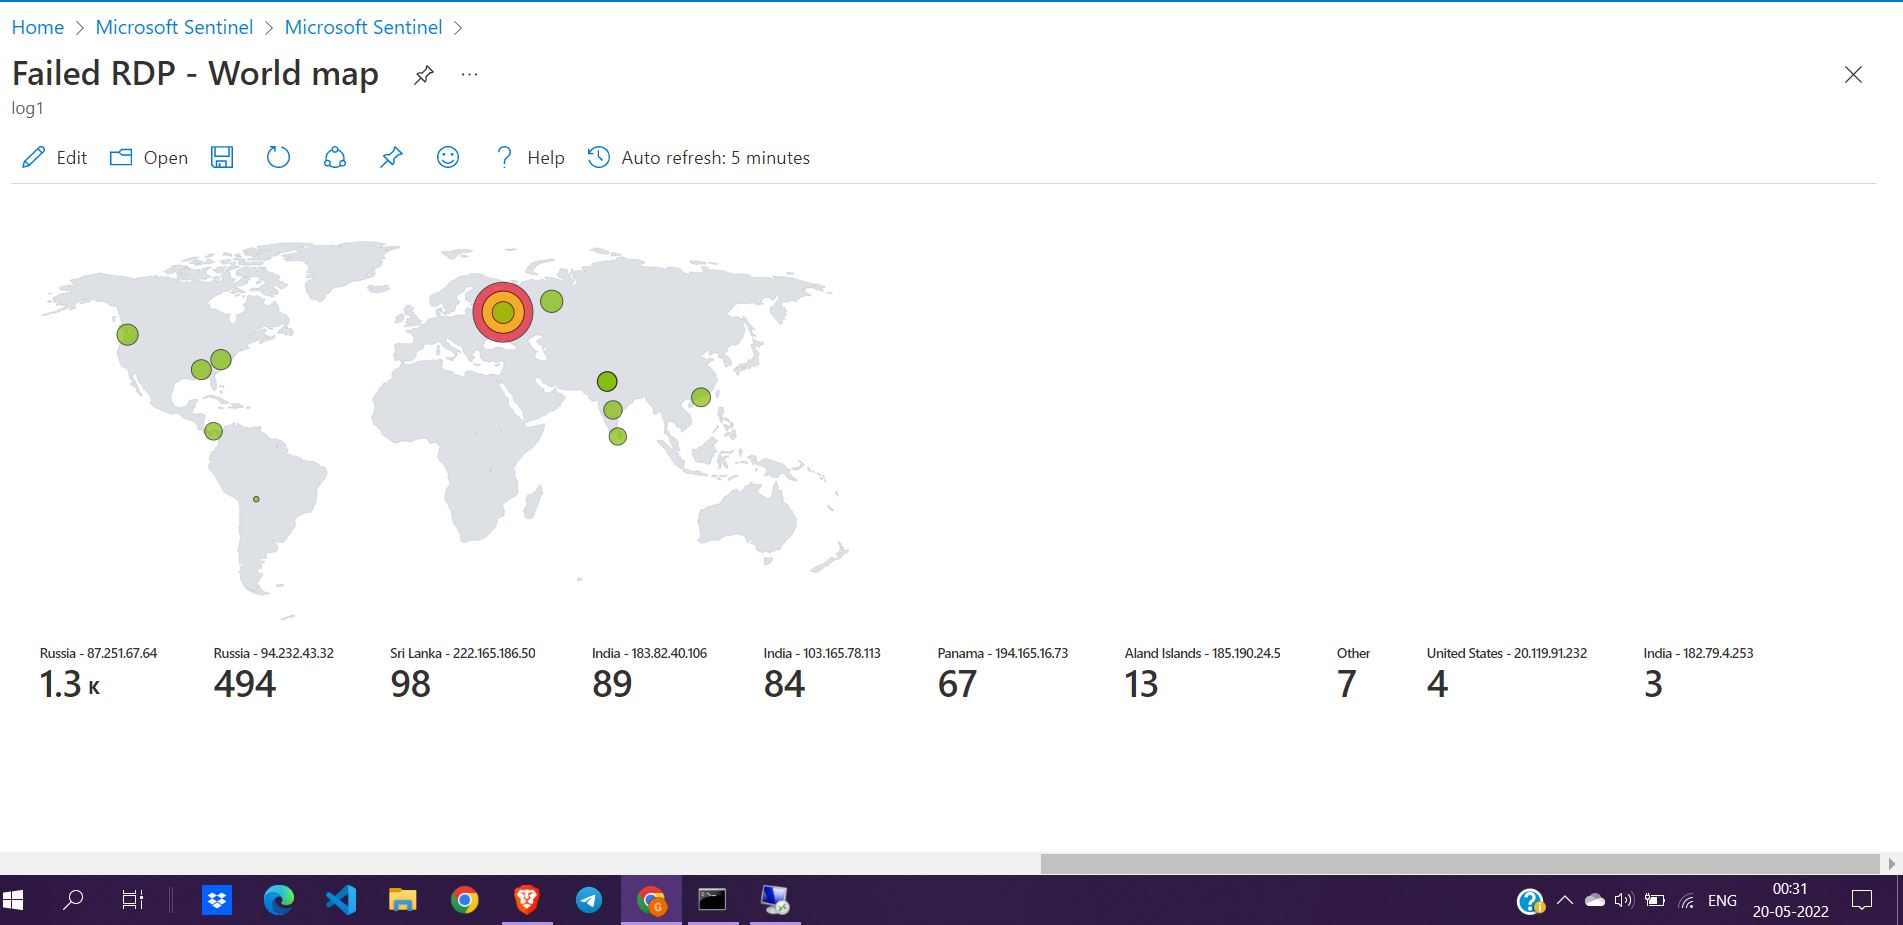 Home > Microsoft Sentinel > Microsoft Sentinel >
Failed RDP - World map ...
log1
Edit Open Help Auto refresh: 5 minutes
Russia - 87.251.67.64 Russia - 94.232.43.32 Sri Lanka - 222.165.186.50 India - 183.82.40.106 India - 103.165.78.113 Panama - 194.165.16.73 Aland Islands - 185.190.24.5 Other United States - 20.119.91.232 India - 182.79.4.253
1.3 K 494 98 89 84 67 13 7 4 3
ENG
00:31
20-05-2022